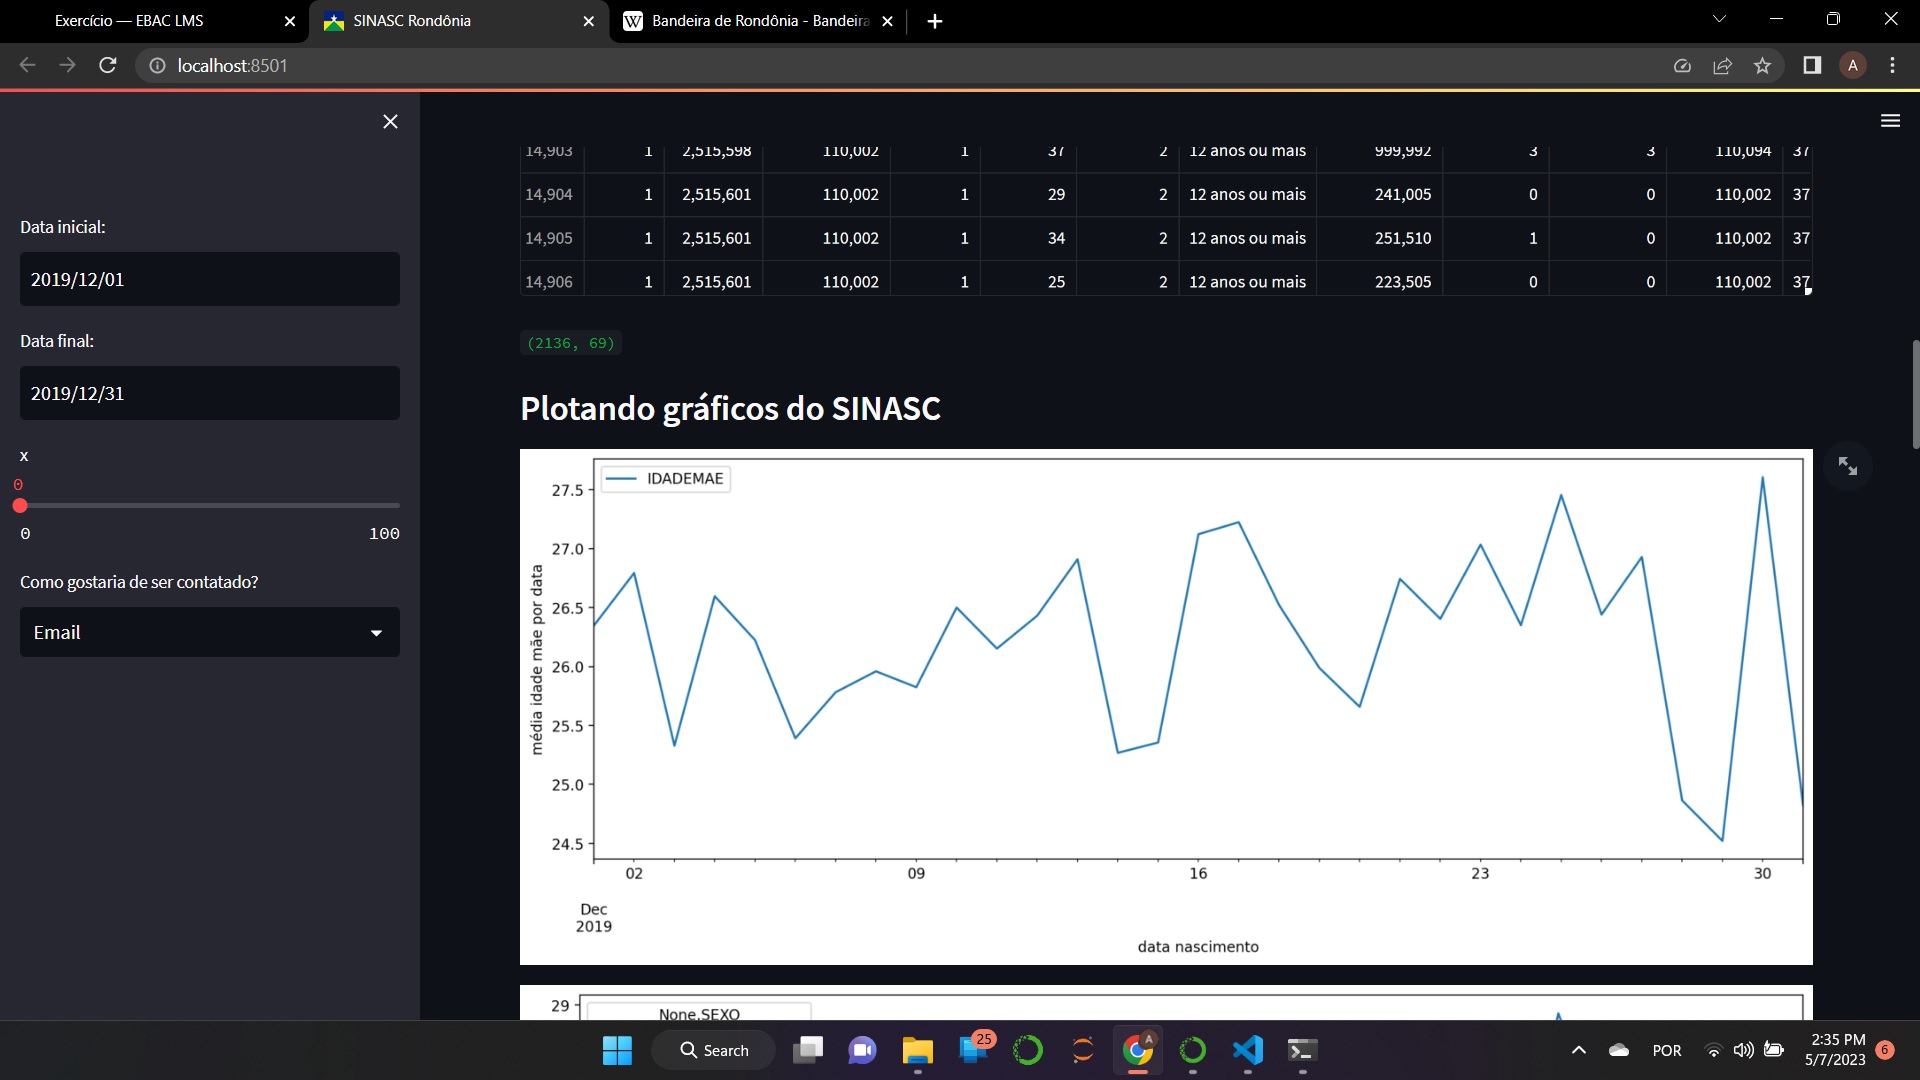 Exercício — EBAC LMS
SINASC Rondônia
W Bandeira de Rondônia - Bandeira
localhost:8501
A
Data inicial:
2019/12/01
Data final:
2019/12/31
x
0
0 100
Como gostaria de ser contatado?
Email
14,903 1 2,515,598 110,002 1 37 2 12 anos ou mais 999,992 3 3 110,094 37
14,904 1 2,515,601 110,002 1 29 2 12 anos ou mais 241,005 0 0 110,002 37
14,905 1 2,515,601 110,002 1 34 2 12 anos ou mais 251,510 1 0 110,002 37
14,906 1 2,515,601 110,002 1 25 2 12 anos ou mais 223,505 0 0 110,002 37
(2136, 69)
Plotando gráficos do SINASC
IDADEMAE
27.5
27.0
26.5
26.0
25.5
25.0
24.5
média idade mãe por data
02 09 16 23 30
Dec
2019
data nascimento
29
None,SEXO
Search
25
A
POR
2:35 PM
5/7/2023
6